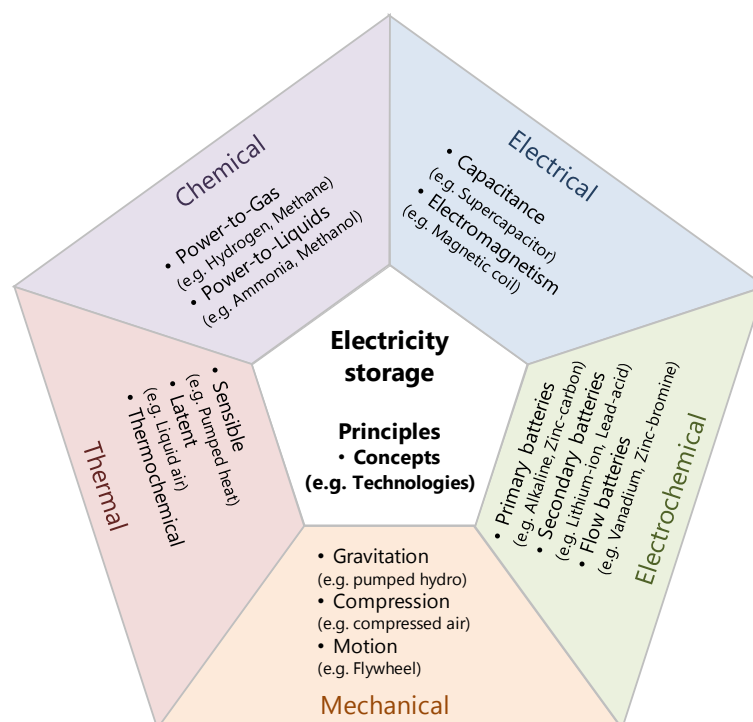 Electricity
storage
Principles
• Concepts
(e.g. Technologies)
Chemical
• Power-to-Gas
(e.g. Hydrogen, Methane)
• Power-to-Liquids
(e.g. Ammonia, Methanol)
Electrical
• Capacitance
(e.g. Supercapacitor)
• Electromagnetism
(e.g. Magnetic coil)
Electrochemical
• Primary batteries
(e.g. Alkaline, Zinc-carbon)
• Secondary batteries
(e.g. Lithium-ion, Lead-acid)
• Flow batteries
(e.g. Vanadium, Zinc-bromine)
• Gravitation
(e.g. pumped hydro)
• Compression
(e.g. compressed air)
• Motion
(e.g. Flywheel)
Mechanical
Thermal
• Sensible
(e.g. Pumped heat)
• Latent
(e.g. Liquid air)
• Thermochemical